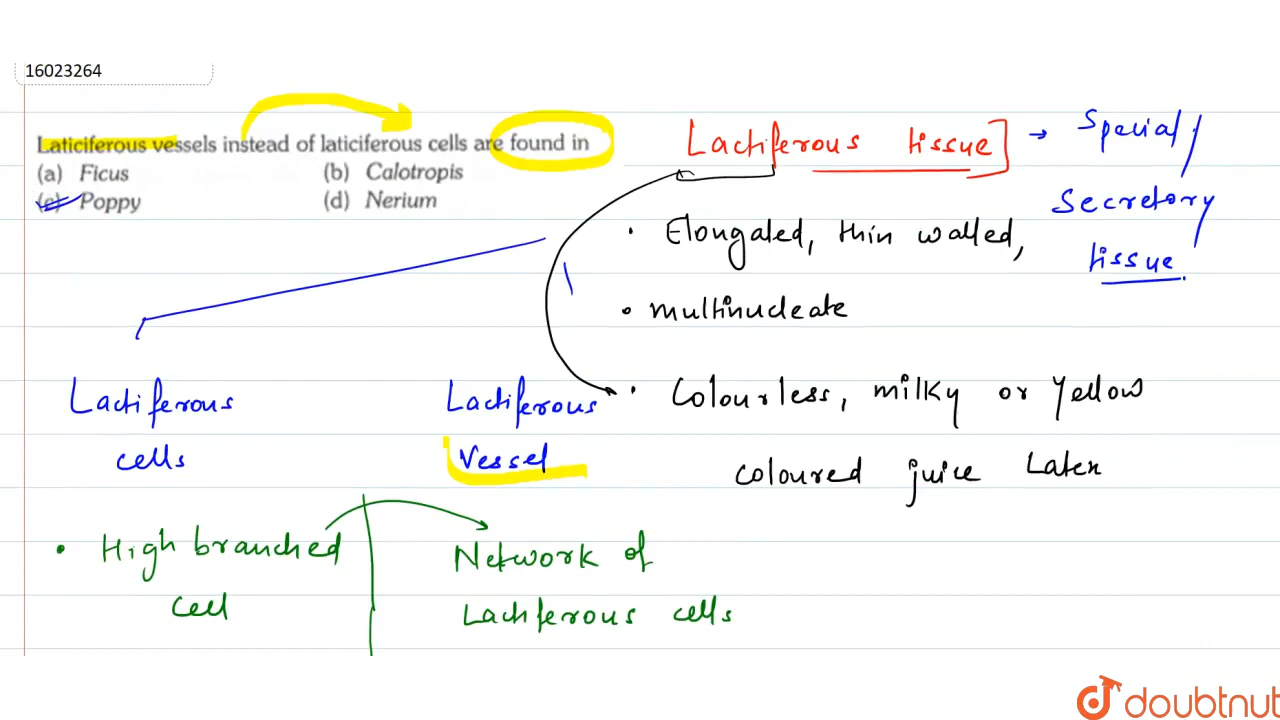 16023264
Laticiferous vessels instead of laticiferous cells are found in
(a) Ficus
(b) Calotropis
(c) Poppy
(d) Nerium
Lactiferous tissue] → Special/
Secretory
tissue
• Elongated, thin walled,
• multinucleate
• Colourless, milky or yellow
coloured juice Latex
Lactiferous
cells
Lactiferous
Vessel
• High branched
cell
Network of
Lactiferous cells
doubtnut